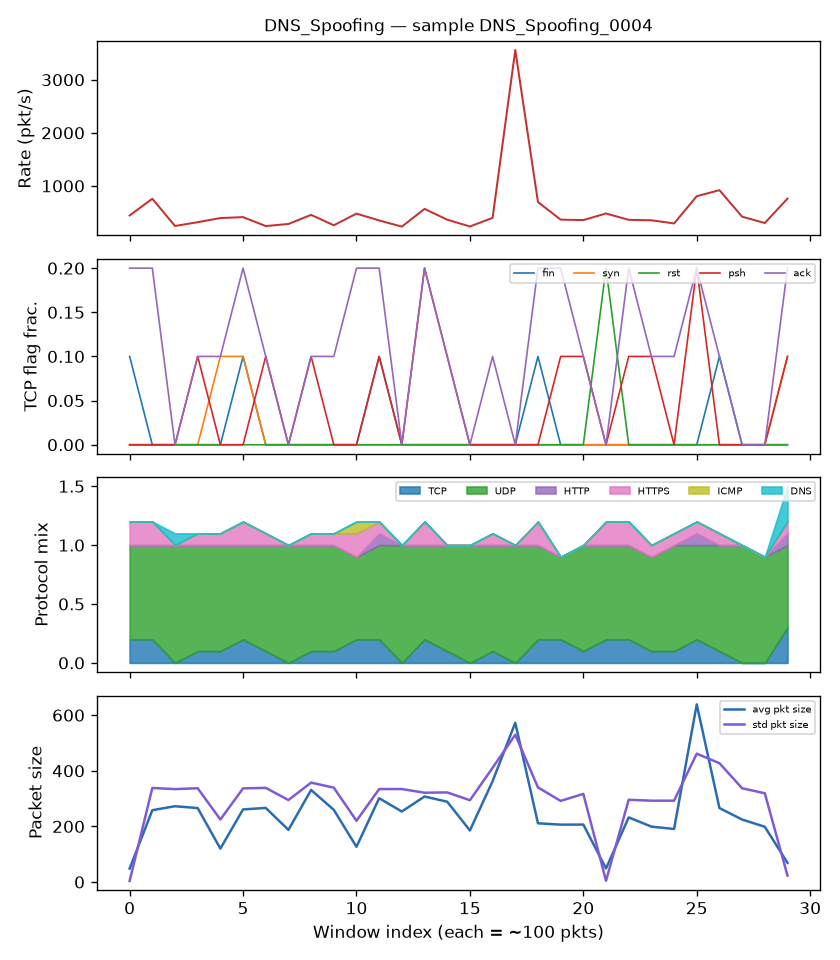 DNS_Spoofing — sample DNS_Spoofing_0004
Rate (pkt/s)
3000
2000
1000
TCP flag frac.
0.20
0.15
0.10
0.05
0.00
fin syn rst psh ack
Protocol mix
1.5
1.0
0.5
0.0
TCP UDP HTTP HTTPS ICMP DNS
Packet size
600
400
200
0
avg pkt size
std pkt size
0 5 10 15 20 25 30
Window index (each = ~100 pkts)